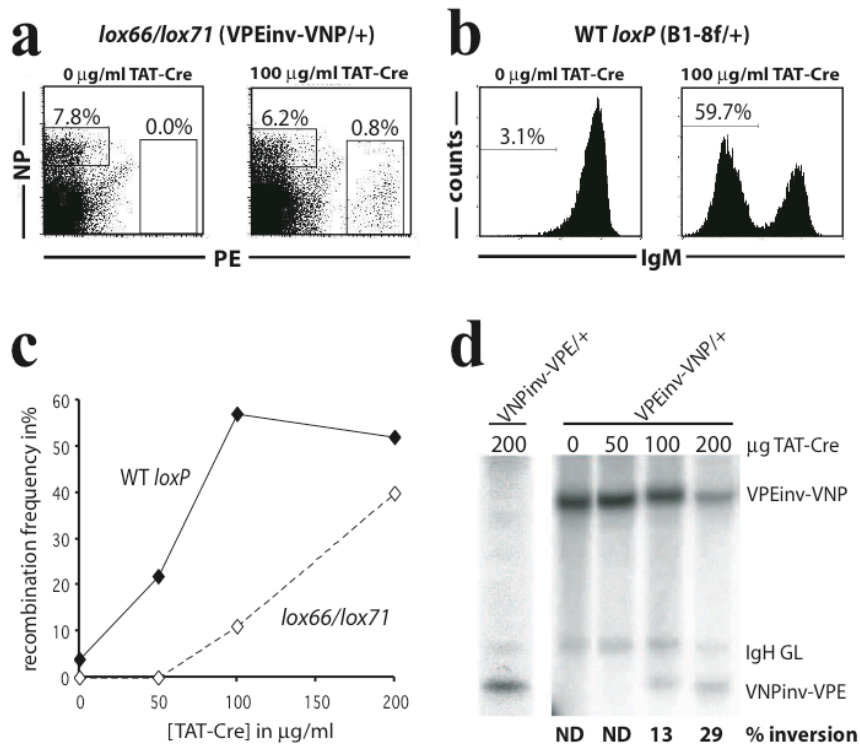 a
lox66/lox71 (VPEinv-VNP/+)
0 µg/ml TAT-Cre
100 µg/ml TAT-Cre
7.8%
0.0%
6.2%
0.8%
NP
PE
b
WT loxP (B1-8f/+)
0 µg/ml TAT-Cre
100 µg/ml TAT-Cre
3.1%
59.7%
counts
IgM
c
recombination frequency in%
60
50
40
30
20
10
0
WT loxP
lox66/lox71
0
50
100
150
200
[TAT-Cre] in µg/ml
d
VNPinv-VPE/+
VPEinv-VNP/+
200
0
50
100
200
µg TAT-Cre
VPEinv-VNP
IgH GL
VNPinv-VPE
ND
ND
13
29
% inversion